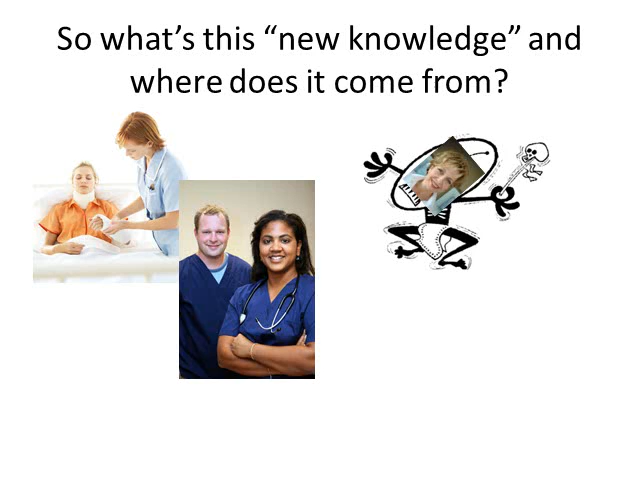 So what’s this “new knowledge” and
where does it come from?